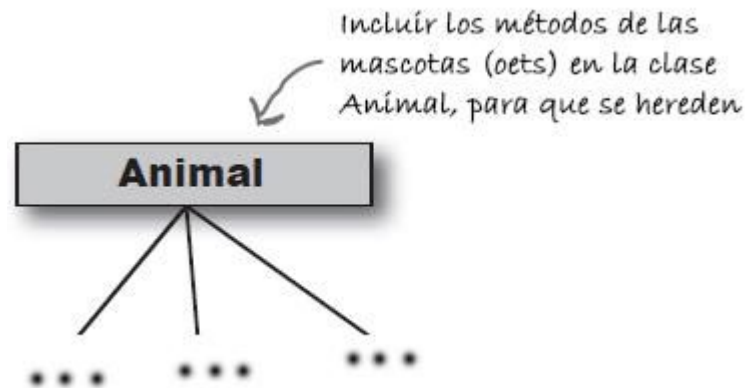 Incluir los métodos de las
mascotas (oets) en la clase
Animal, para que se hereden
Animal